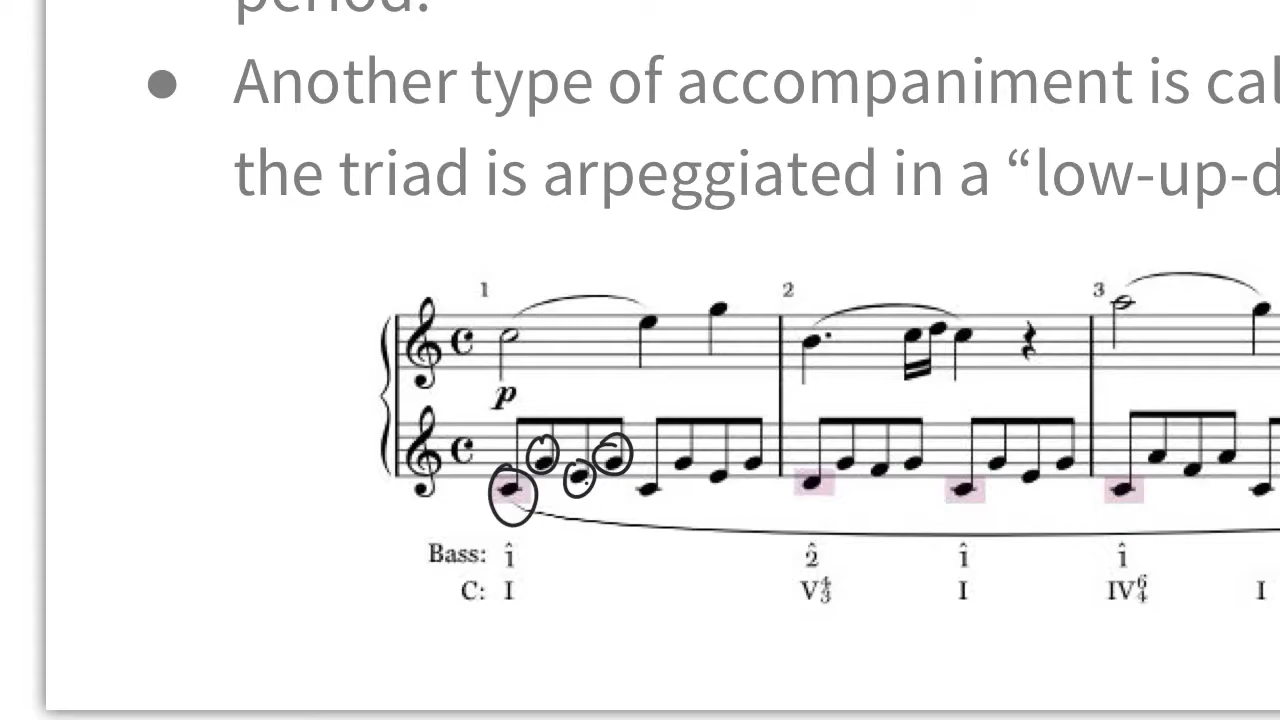 period.
● Another type of accompaniment is cal
the triad is arpeggiated in a “low-up-d
1 2 3
p
Bass: 1̂ 2̂ 1̂ 1̂
C: I V4/3 I IV6/4 I